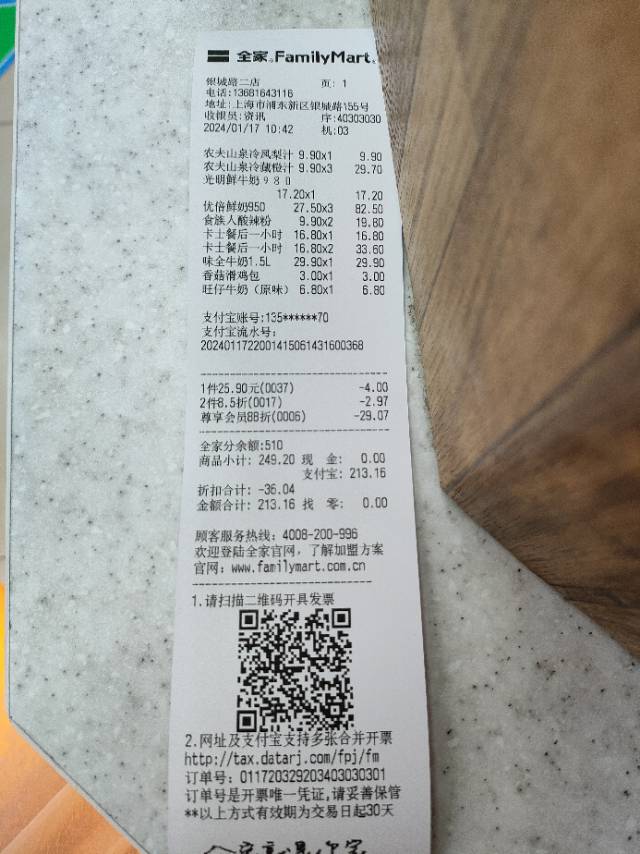 全家 FamilyMart
银城路二店 页: 1
电话:13681643116
地址:上海市浦东新区银城路155号
收银员:资讯 序:40303030
2024/01/17 10:42 机:03
农夫山泉冷凤梨汁 9.90x1 9.90
农夫山泉冷藏橙汁 9.90x3 29.70
光明鲜牛奶980
17.20x1 17.20
优倍鲜奶950 27.50x3 82.50
食族人酸辣粉 9.90x2 19.80
卡士餐后一小时 16.80x1 16.80
卡士餐后一小时 16.80x2 33.60
味全牛奶1.5L 29.90x1 29.90
香菇滑鸡包 3.00x1 3.00
旺仔牛奶（原味） 6.80x1 6.80
支付宝账号:135******70
支付宝流水号:
2024011722001415061431600368
1件25.90元(0037) -4.00
2件8.5折(0017) -2.97
尊享会员88折(0006) -29.07
全家分余额:510
商品小计: 249.20 现 金: 0.00
支付宝: 213.16
折扣合计: -36.04
金额合计: 213.16 找 零: 0.00
顾客服务热线: 4008-200-996
欢迎登陆全家官网，了解加盟方案
官网: www.familymart.com.cn
1.请扫描二维码开具发票
2.网址及支付宝支持多张合并开票
http://tax.datarj.com/fpj/fm
订单号: 011720329203403030301
订单号是开票唯一凭证,请妥善保管
**以上方式有效期为交易日起30天